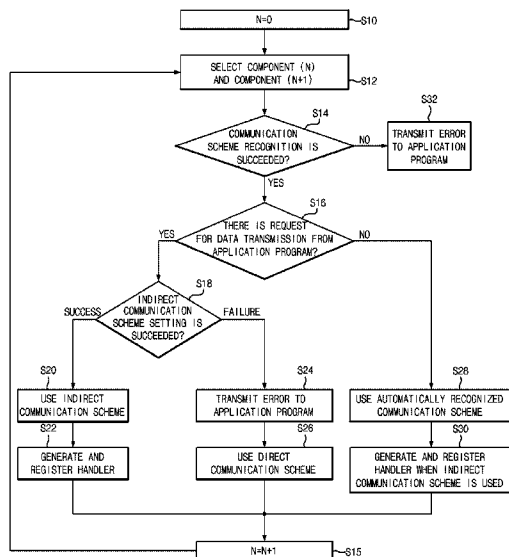 N=0
S10
SELECT COMPONENT (N)
AND COMPONENT (N+1)
S12
S14
COMMUNICATION
SCHEME RECOGNITION IS
SUCCEEDED?
NO
S32
TRANSMIT ERROR
TO APPLICATION
PROGRAM
YES
S16
THERE IS REQUEST
FOR DATA TRANSMISSION FROM
APPLICATION PROGRAM?
YES
NO
S18
INDIRECT
COMMUNICATION
SCHEME SETTING IS
SUCCEEDED?
SUCCESS
FAILURE
S20
USE INDIRECT
COMMUNICATION SCHEME
S24
TRANSMIT ERROR TO
APPLICATION PROGRAM
S28
USE AUTOMATICALLY RECOGNIZED
COMMUNICATION SCHEME
S22
GENERATE AND
REGISTER HANDLER
S26
USE DIRECT
COMMUNICATION SCHEME
S30
GENERATE AND REGISTER
HANDLER WHEN INDIRECT
COMMUNICATION SCHEME IS USED
N=N+1
S15